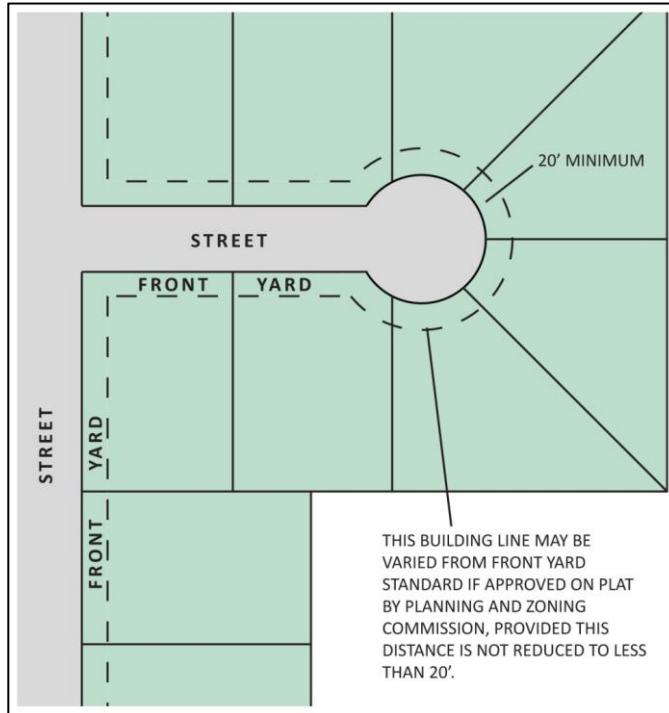 20' MINIMUM
STREET
FRONT YARD
STREET
FRONT YARD
THIS BUILDING LINE MAY BE
VARIED FROM FRONT YARD
STANDARD IF APPROVED ON PLAT
BY PLANNING AND ZONING
COMMISSION, PROVIDED THIS
DISTANCE IS NOT REDUCED TO LESS
THAN 20'.